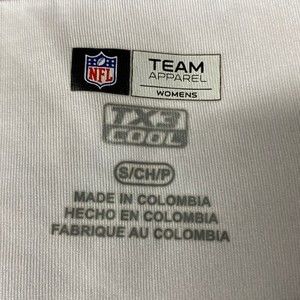 NFL
TEAM
APPAREL
WOMENS
TX3
COOL
S/CH/P
MADE IN COLOMBIA
HECHO EN COLOMBIA
FABRIQUE AU COLOMBIA